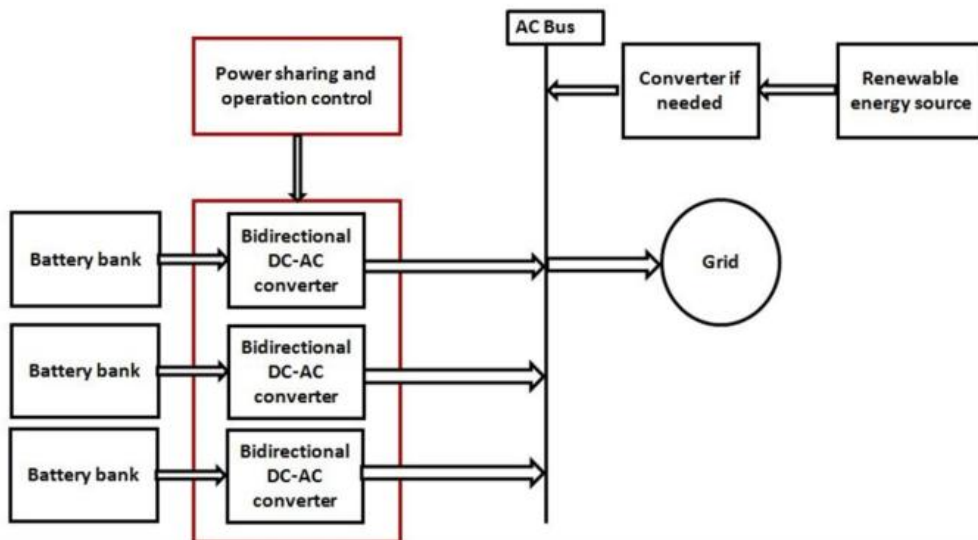 AC Bus
Power sharing and
operation control
Converter if
needed
Renewable
energy source
Battery bank
Bidirectional
DC-AC
converter
Grid
Battery bank
Bidirectional
DC-AC
converter
Battery bank
Bidirectional
DC-AC
converter